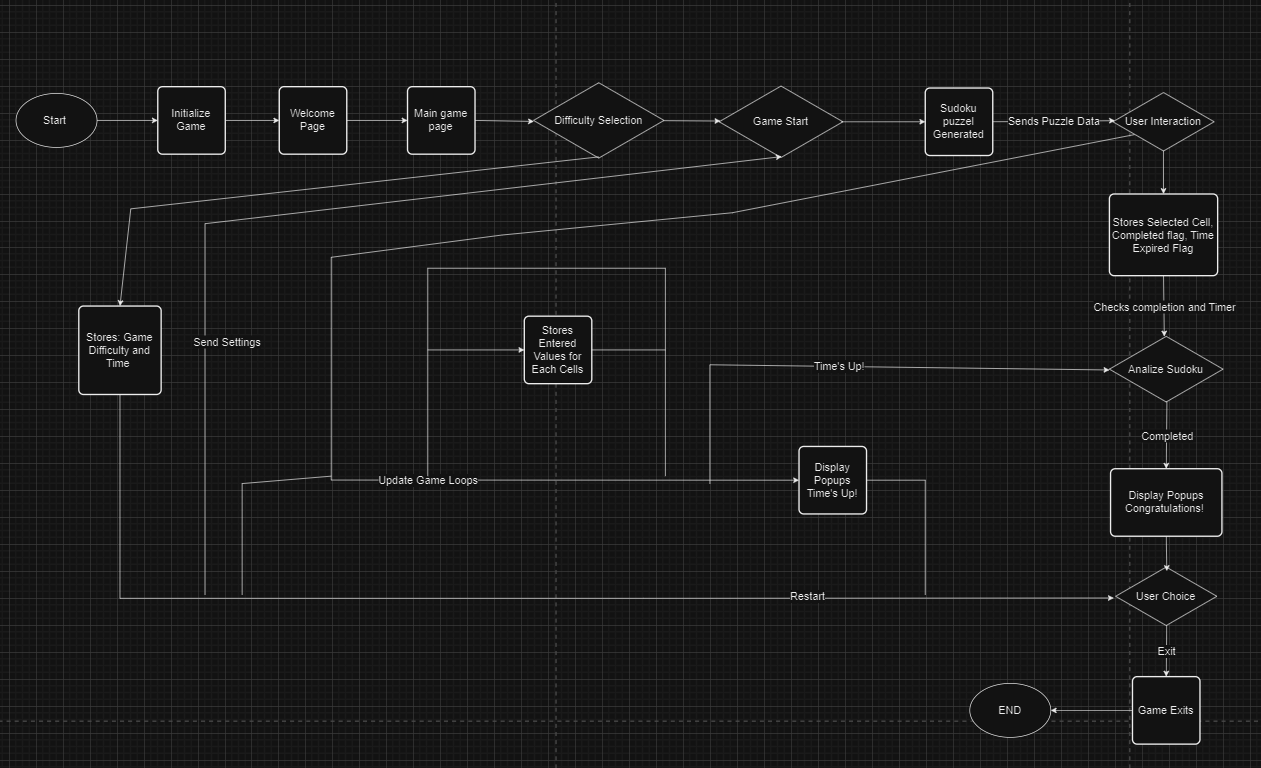 Start
Initialize
Game
Welcome
Page
Main game
page
Difficulty Selection
Game Start
Sudoku
puzzel
Generated
Sends Puzzle Data
User Interaction
Stores Selected Cell,
Completed flag, Time
Expired Flag
Checks completion and Timer
Stores: Game
Difficulty and
Time
Send Settings
Stores
Entered
Values for
Each Cells
Time's Up!
Analize Sudoku
Completed
Update Game Loops
Display
Popups
Time's Up!
Display Popups
Congratulations!
Restart
User Choice
Exit
END
Game Exits